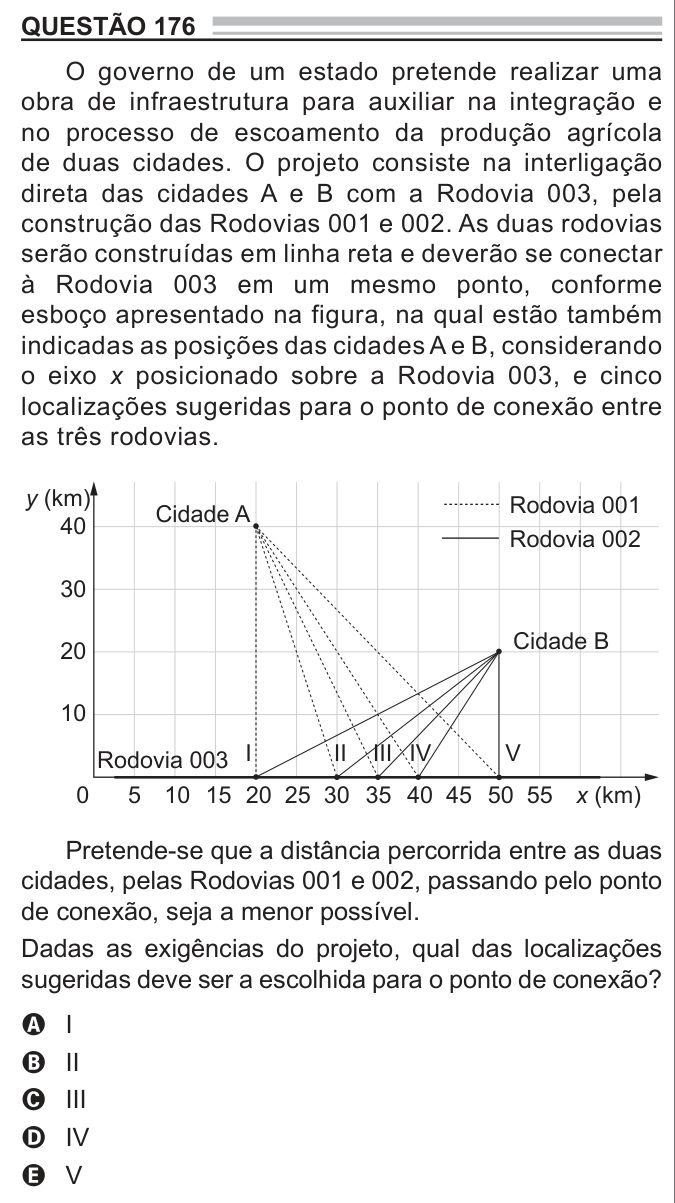 QUESTÃO 176
O governo de um estado pretende realizar uma
obra de infraestrutura para auxiliar na integração e
no processo de escoamento da produção agrícola
de duas cidades. O projeto consiste na interligação
direta das cidades A e B com a Rodovia 003, pela
construção das Rodovias 001 e 002. As duas rodovias
serão construídas em linha reta e deverão se conectar
à Rodovia 003 em um mesmo ponto, conforme
esboço apresentado na figura, na qual estão também
indicadas as posições das cidades A e B, considerando
o eixo x posicionado sobre a Rodovia 003, e cinco
localizações sugeridas para o ponto de conexão entre
as três rodovias.
y (km)
Cidade A
Rodovia 001
40
Rodovia 002
30
20
Cidade B
10
Rodovia 003
I
II
III
IV
V
0 5 10 15 20 25 30 35 40 45 50 55 x (km)
Pretende-se que a distância percorrida entre as duas
cidades, pelas Rodovias 001 e 002, passando pelo ponto
de conexão, seja a menor possível.
Dadas as exigências do projeto, qual das localizações
sugeridas deve ser a escolhida para o ponto de conexão?
A I
B II
C III
D IV
E V